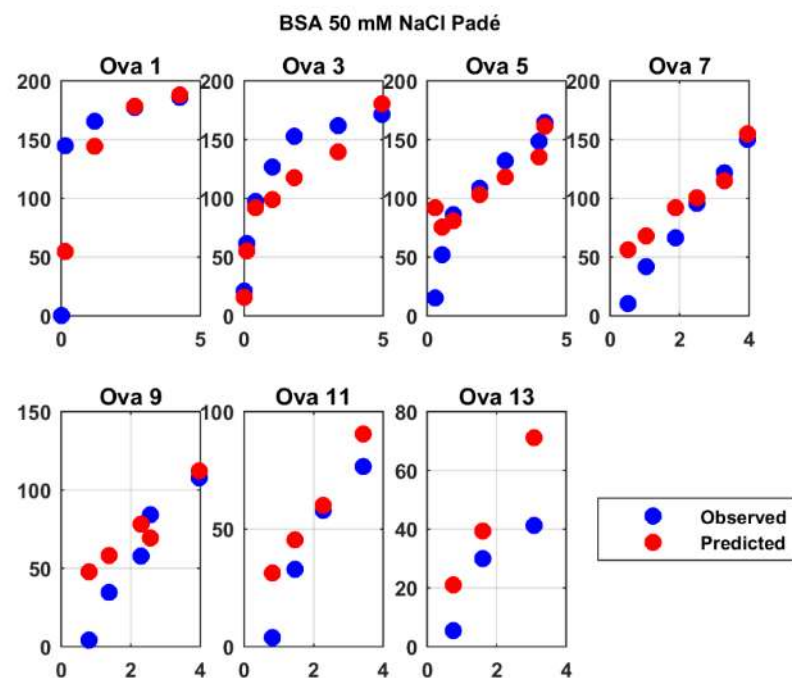 BSA 50 mM NaCl Padé
Ova 1 Ova 3 Ova 5 Ova 7
200 200 200 200
150 150 150 150
100 100 100 100
50 50 50 50
0 0 0 0
0 5 0 5 0 5 0 2 4
Ova 9 Ova 11 Ova 13
150 100 80
60
100
50 40
50
20
0 0 0
0 2 4 0 2 4 0 2 4
Observed
Predicted